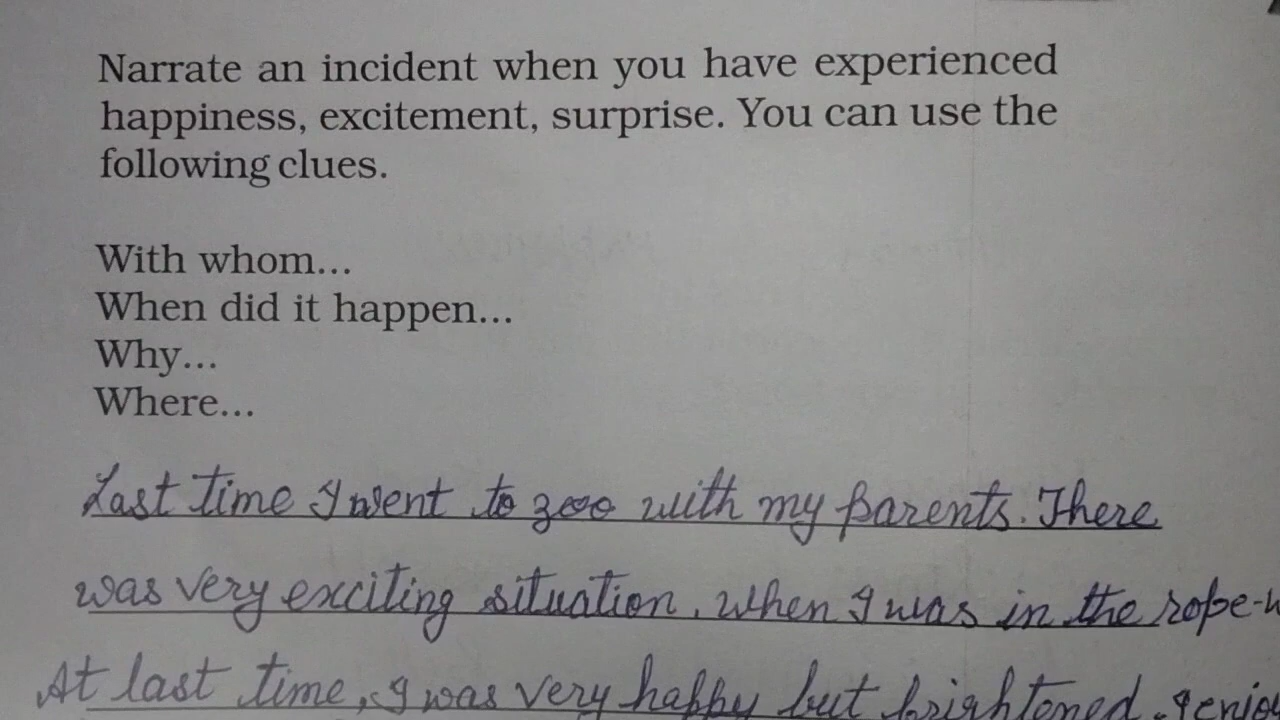 Narrate an incident when you have experienced
happiness, excitement, surprise. You can use the
following clues.
With whom...
When did it happen...
Why...
Where...
Last time I went to zoo with my parents. There
was very exciting situation, when I was in the rope-
At last time, I was very happy but frightened.